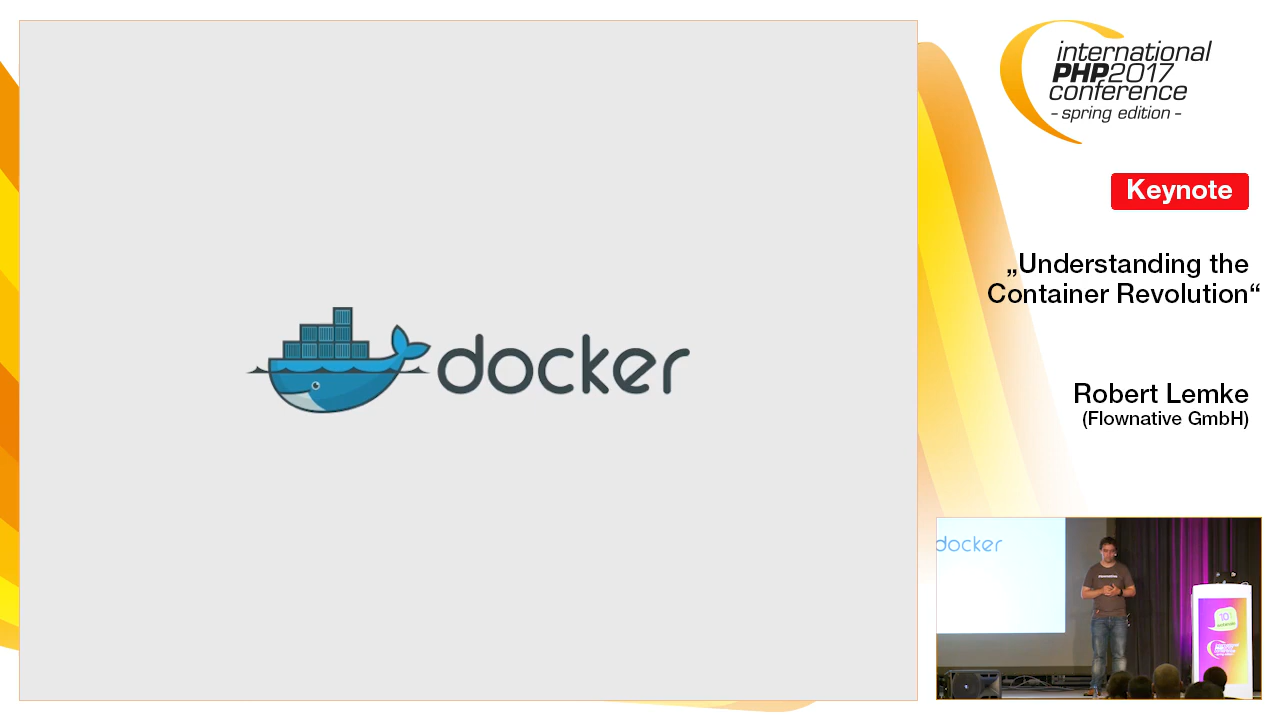 docker
international
PHP2017
conference
- spring edition -
Keynote
„Understanding the
Container Revolution“
Robert Lemke
(Flownative GmbH)
docker